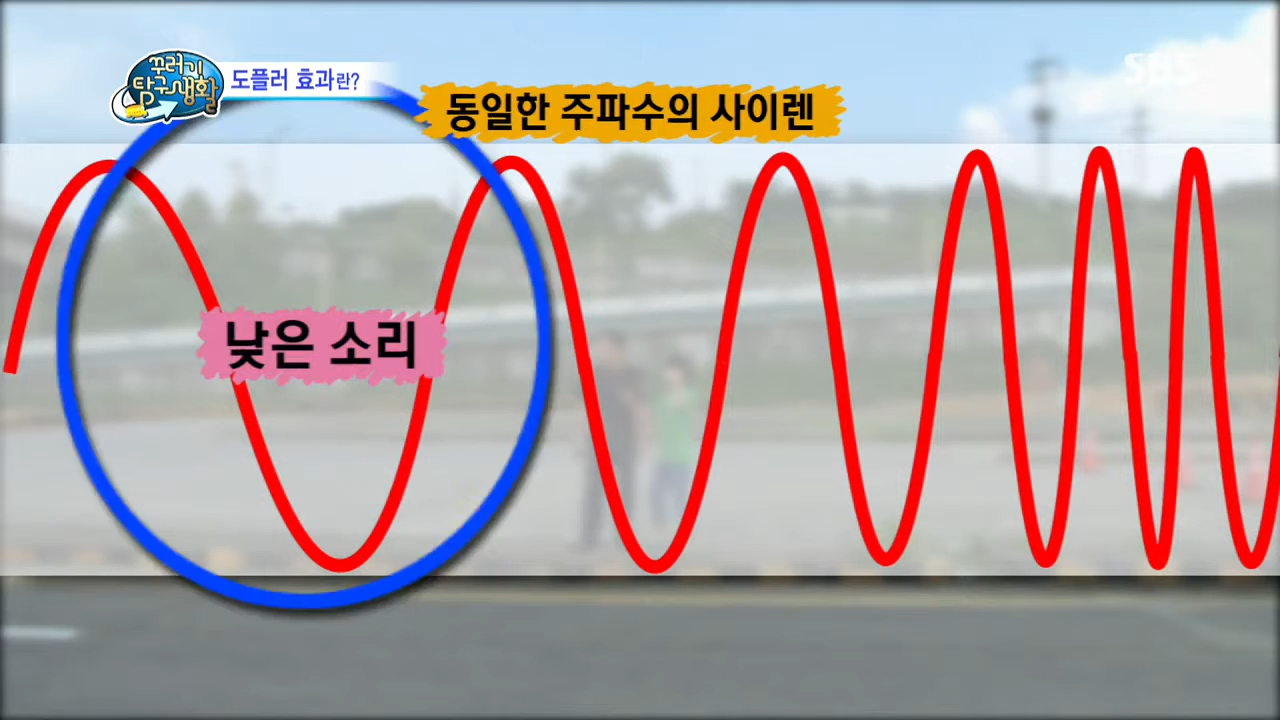 꾸러기
탐구생활
도플러 효과란?
SBS
동일한 주파수의 사이렌
낮은 소리